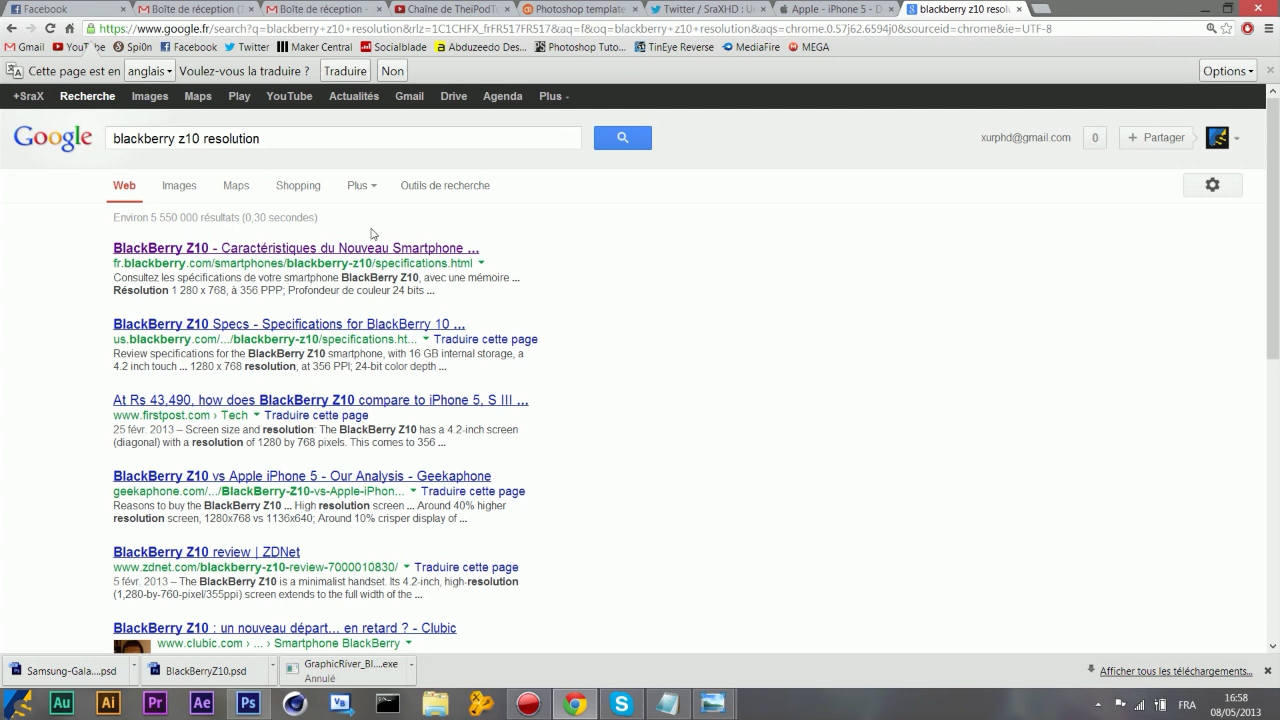 Facebook
Boîte de réception (1
Boîte de réception -
Chaîne de TheiPodT
Photoshop template
Twitter / SraXHD : U
Apple - iPhone 5 - D
blackberry z10 resol
https://www.google.fr/search?q=blackberry+z10+resolution&rlz=1C1CHFX_frFR517FR517&aq=f&oq=blackberry+z10+resolution&aqs=chrome.0.57j62.6594j0&sourceid=chrome&ie=UTF-8
Gmail YouTube Spi0n Facebook Twitter Maker Central Socialblade Abduzeedo Des... Photoshop Tuto... TinEye Reverse MediaFire MEGA
Cette page est en anglais Voulez-vous la traduire ? Traduire Non Options
+SraX Recherche Images Maps Play YouTube Actualités Gmail Drive Agenda Plus
Google blackberry z10 resolution xurphd@gmail.com 0 + Partager
Web Images Maps Shopping Plus Outils de recherche
Environ 5 550 000 résultats (0,30 secondes)
BlackBerry Z10 - Caractéristiques du Nouveau Smartphone ...
fr.blackberry.com/smartphones/blackberry-z10/specifications.html
Consultez les spécifications de votre smartphone BlackBerry Z10, avec une mémoire ...
Résolution 1 280 x 768, à 356 PPP; Profondeur de couleur 24 bits ...
BlackBerry Z10 Specs - Specifications for BlackBerry 10 ...
us.blackberry.com/.../blackberry-z10/specifications.ht... Traduire cette page
Review specifications for the BlackBerry Z10 smartphone, with 16 GB internal storage, a
4.2 inch touch ... 1280 x 768 resolution, at 356 PPI; 24-bit color depth ...
At Rs 43,490, how does BlackBerry Z10 compare to iPhone 5, S III ...
www.firstpost.com › Tech Traduire cette page
25 févr. 2013 – Screen size and resolution: The BlackBerry Z10 has a 4.2-inch screen
(diagonal) with a resolution of 1280 by 768 pixels. This comes to 356 ...
BlackBerry Z10 vs Apple iPhone 5 - Our Analysis - Geekaphone
geekaphone.com/.../BlackBerry-Z10-vs-Apple-iPhon... Traduire cette page
Reasons to buy the BlackBerry Z10 ... High resolution screen ... Around 40% higher
resolution screen, 1280x768 vs 1136x640; Around 10% crisper display of ...
BlackBerry Z10 review | ZDNet
www.zdnet.com/blackberry-z10-review-7000010830/ Traduire cette page
5 févr. 2013 – The BlackBerry Z10 is a minimalist handset. Its 4.2-inch, high-resolution
(1,280-by-760-pixel/355ppi) screen extends to the full width of the ...
BlackBerry Z10 : un nouveau départ... en retard ? - Clubic
www.clubic.com › ... › Smartphone BlackBerry
Samsung-Gala....psd
BlackBerryZ10.psd
GraphicRiver_Bl....exe
Annulé
Afficher tous les téléchargements...
Au Ai Pr Ae Ps VB
FRA
16:58
08/05/2013